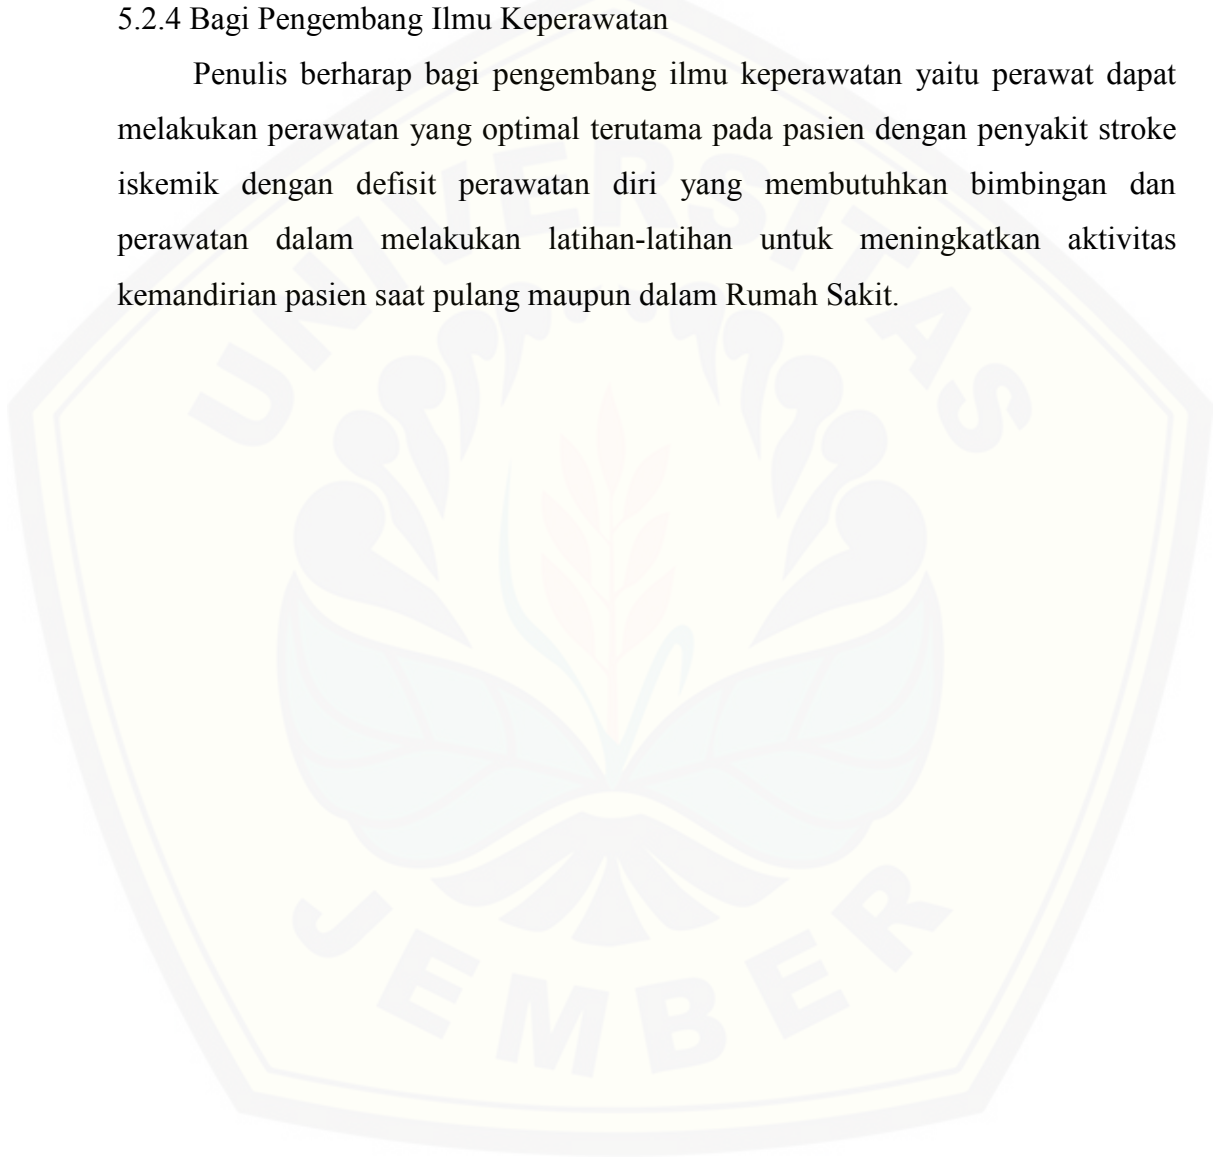 5.2.4 Bagi Pengembang Ilmu Keperawatan
Penulis berharap bagi pengembang ilmu keperawatan yaitu perawat dapat
melakukan perawatan yang optimal terutama pada pasien dengan penyakit stroke
iskemik dengan defisit perawatan diri yang membutuhkan bimbingan dan
perawatan dalam melakukan latihan-latihan untuk meningkatkan aktivitas
kemandirian pasien saat pulang maupun dalam Rumah Sakit.
UNIVERSITAS
JEMBER